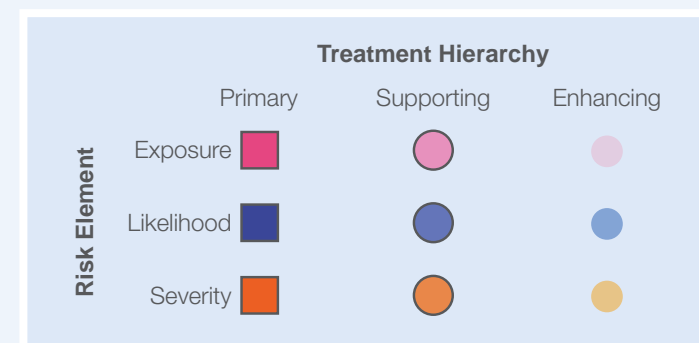 Treatment Hierarchy
Primary Supporting Enhancing
Risk Element
Exposure
Likelihood
Severity